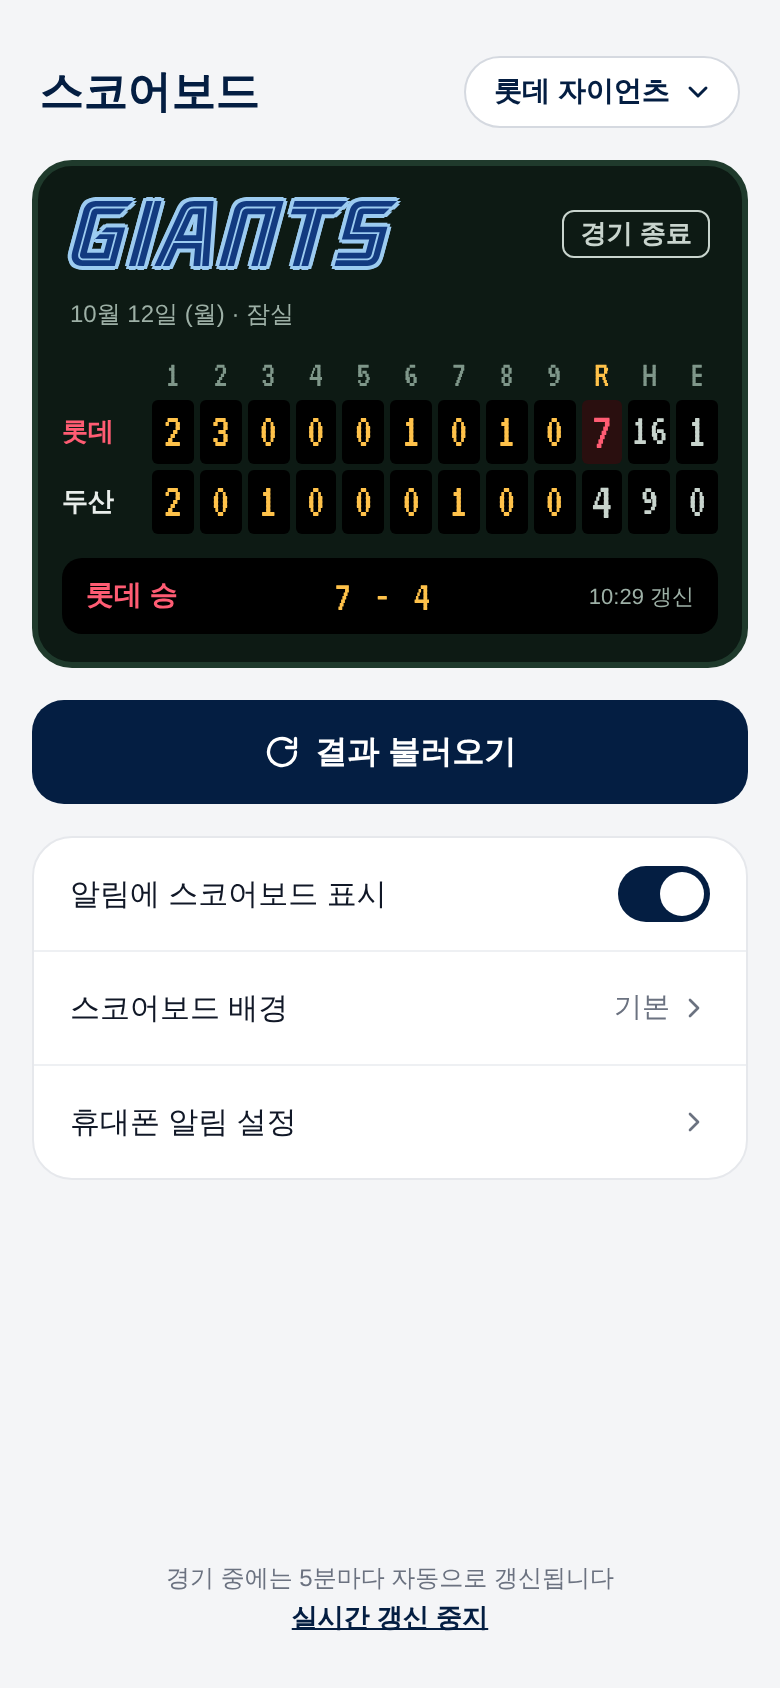 스코어보드 롯데 자이언츠
GIANTS 경기 종료
10월 12일 (월) · 잠실
1 2 3 4 5 6 7 8 9 R H E
롯데 2 3 0 0 0 1 0 1 0 7 16 1
두산 2 0 1 0 0 0 1 0 0 4 9 0
롯데 승 7 - 4 10:29 갱신
결과 불러오기
알림에 스코어보드 표시
스코어보드 배경 기본
휴대폰 알림 설정
경기 중에는 5분마다 자동으로 갱신됩니다
실시간 갱신 중지